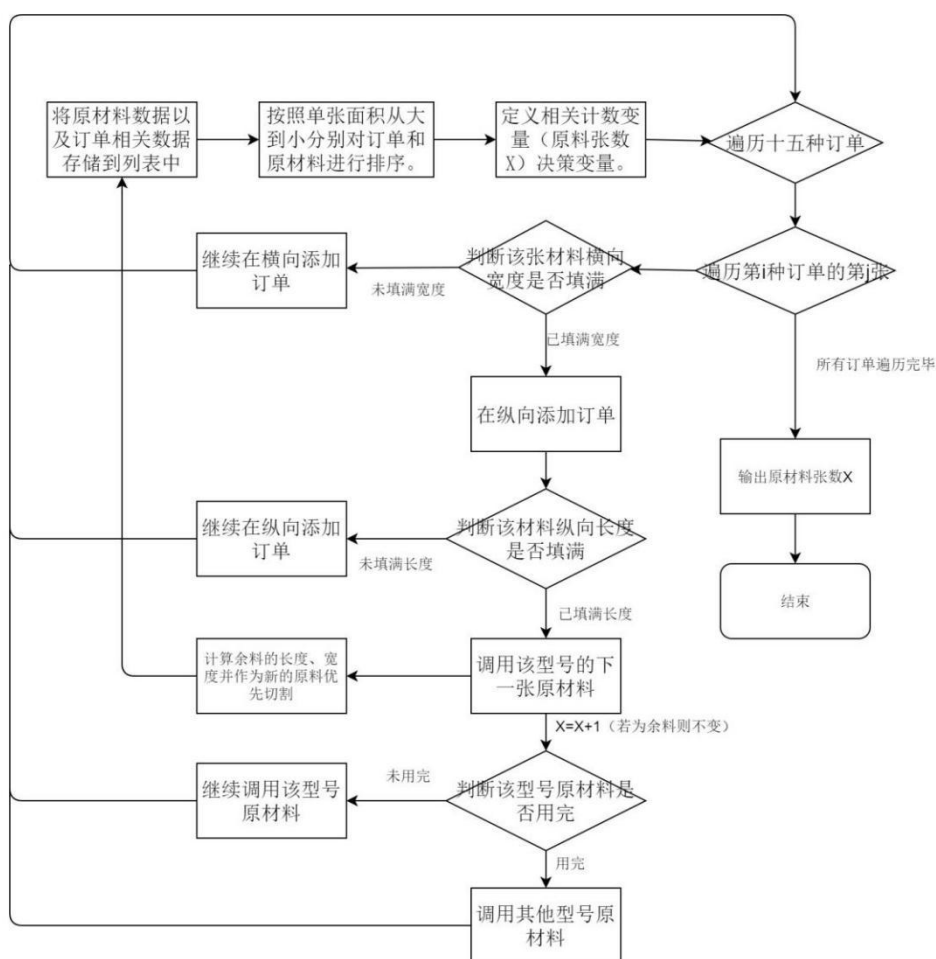 将原材料数据以
及订单相关数据
存储到列表中
按照单张面积从大
到小分别对订单和
原材料进行排序。
定义相关计数变
量（原料张数
X）决策变量。
遍历十五种订单
遍历第i种订单的第j张
判断该张材料横向
宽度是否填满
未填满宽度
继续在横向添加
订单
已填满宽度
所有订单遍历完毕
在纵向添加订单
输出原材料张数X
结束
判断该材料纵向长度
是否填满
未填满长度
继续在纵向添加
订单
已填满长度
调用该型号的下
一张原材料
计算余料的长度、宽
度并作为新的原料优
先切割
X=X+1（若为余料则不变）
判断该型号原材料是
否用完
未用完
继续调用该型号
原材料
用完
调用其他型号原
材料